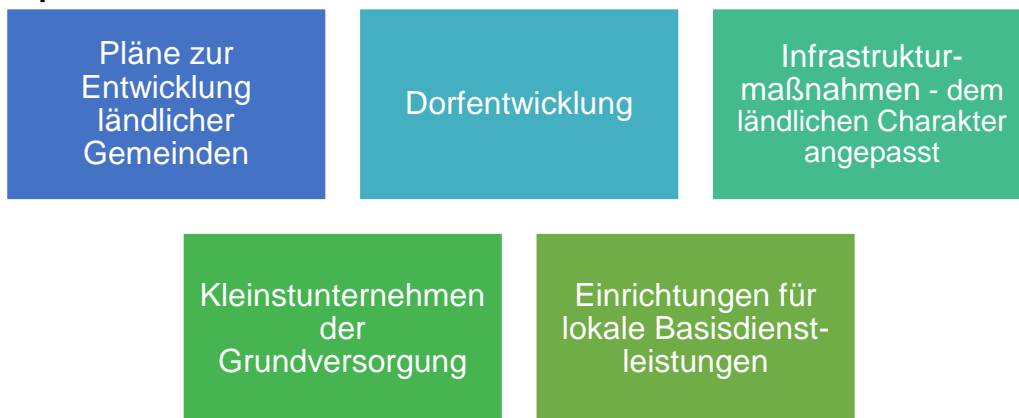 Pläne zur
Entwicklung
ländlicher
Gemeinden
Dorfentwicklung
Infrastruktur-
maßnahmen - dem
ländlichen Charakter
angepasst
Kleinstunternehmen
der
Grundversorgung
Einrichtungen für
lokale Basisdienst-
leistungen